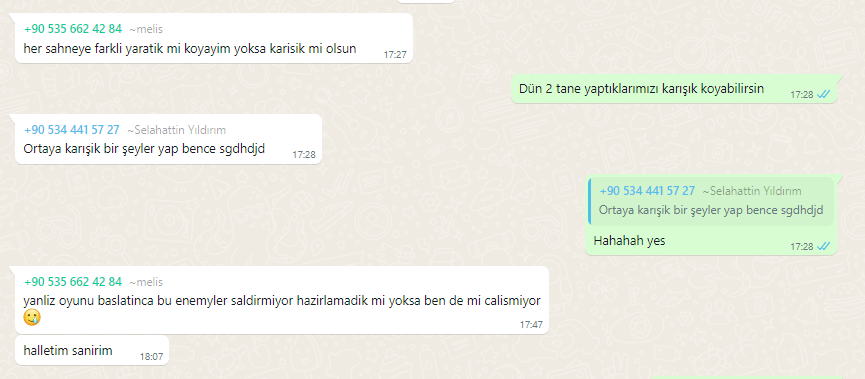 +90 535 662 42 84 ~melis
her sahneye farkli yaratik mi koyayim yoksa karisik mi olsun
17:27
Dün 2 tane yaptıklarımızı karışık koyabilirsin
17:28
+90 534 441 57 27 ~Selahattin Yıldırım
Ortaya karışik bir şeyler yap bence sgdhdjd
17:28
+90 534 441 57 27 ~Selahattin Yıldırım
Ortaya karışik bir şeyler yap bence sgdhdjd
Hahahah yes
17:28
+90 535 662 42 84 ~melis
yanliz oyunu baslatinca bu enemyler saldirmiyor hazirlamadik mi yoksa ben de mi calismiyor
🥲
17:47
halletim sanirim
18:07